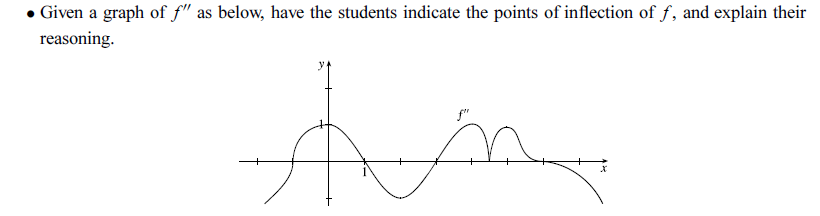 • Given a graph of f″ as below, have the students indicate the points of inflection of f, and explain their
reasoning.
y
f″
1
1
x